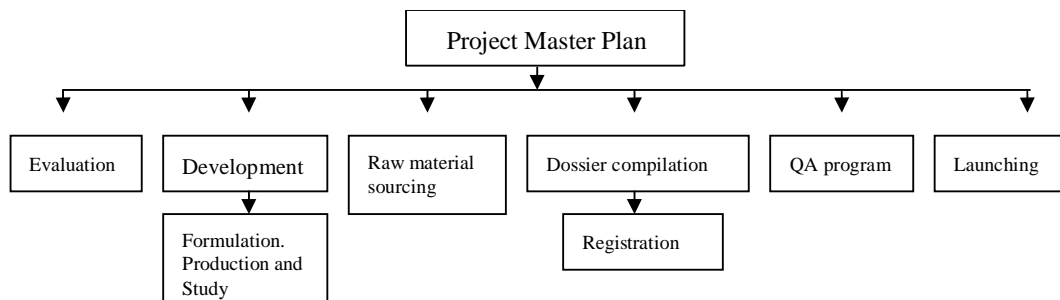 Project Master Plan
Evaluation
Development
Raw material
sourcing
Dossier compilation
QA program
Launching
Formulation.
Production and
Study
Registration